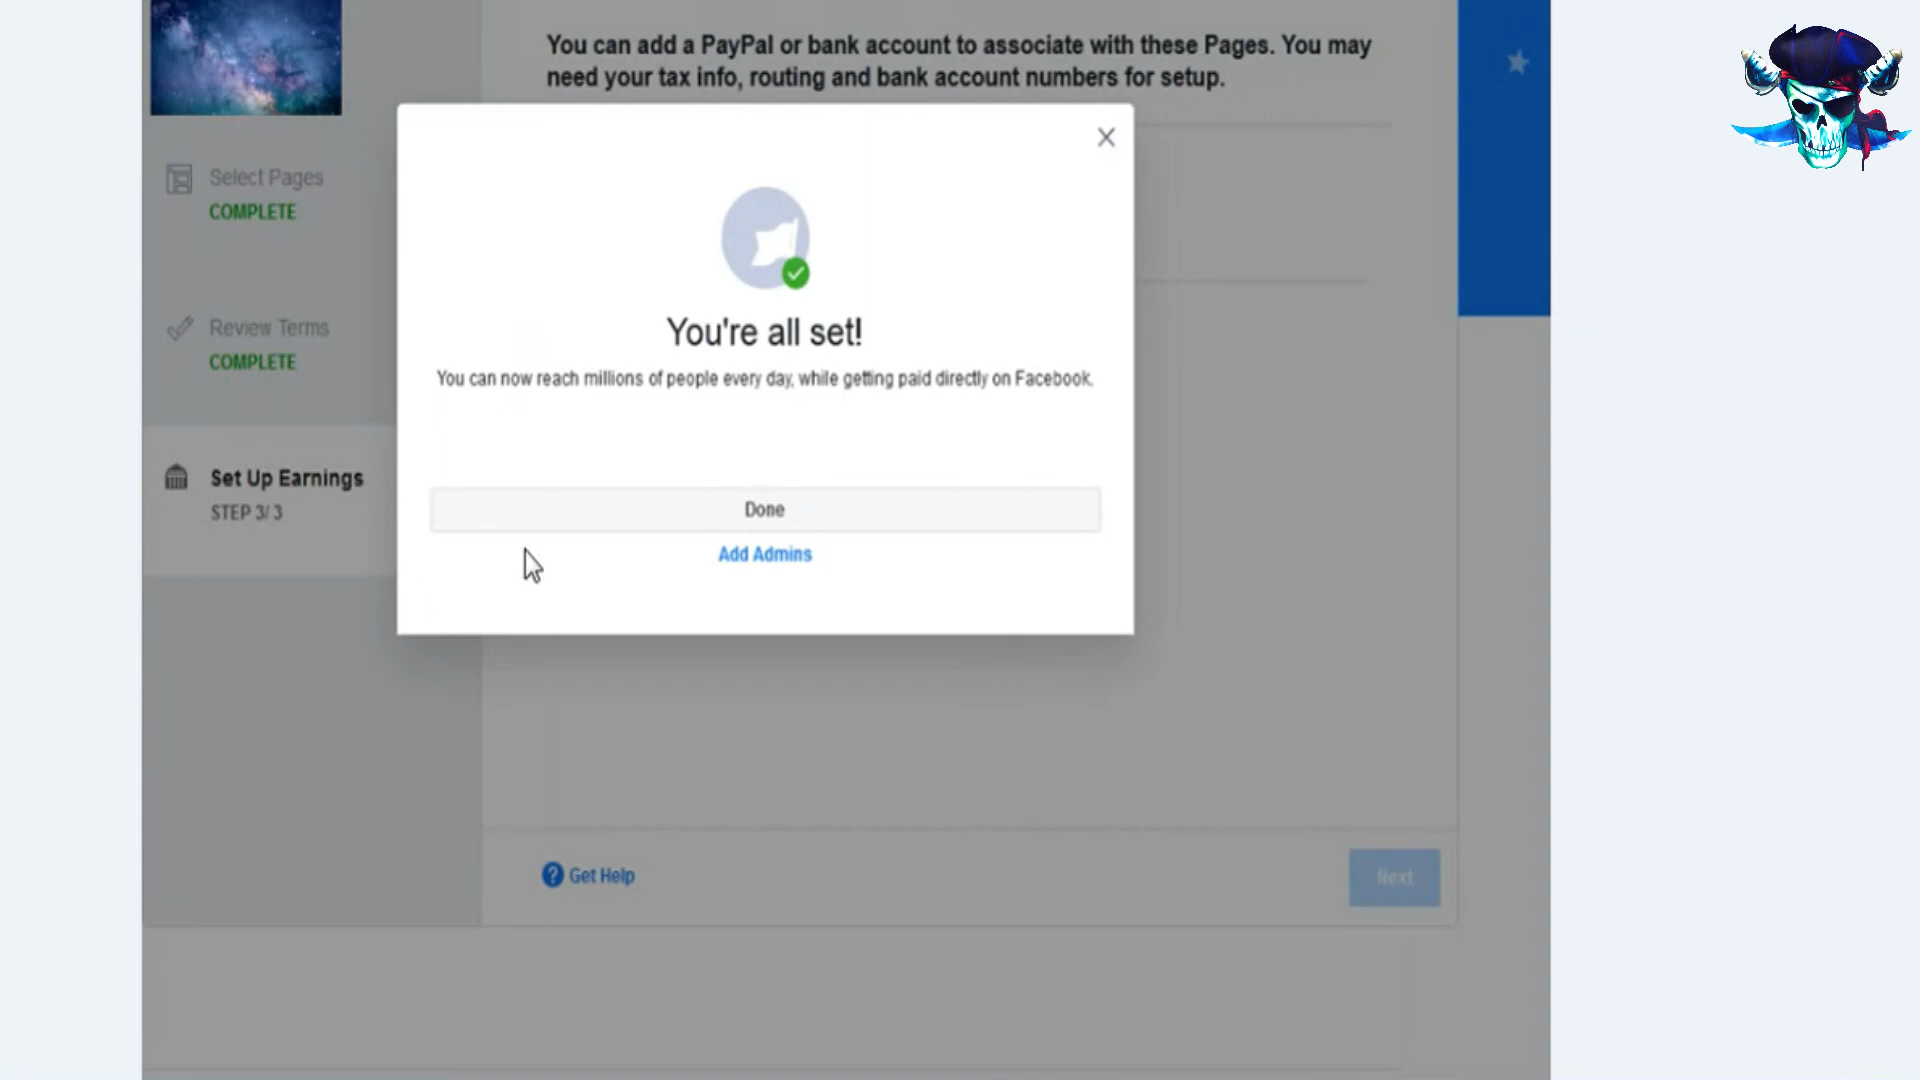 You can add a PayPal or bank account to associate with these Pages. You may
need your tax info, routing and bank account numbers for setup.
Select Pages
COMPLETE
Review Terms
COMPLETE
Set Up Earnings
STEP 3/ 3
You're all set!
You can now reach millions of people every day, while getting paid directly on Facebook.
Done
Add Admins
Get Help
Next